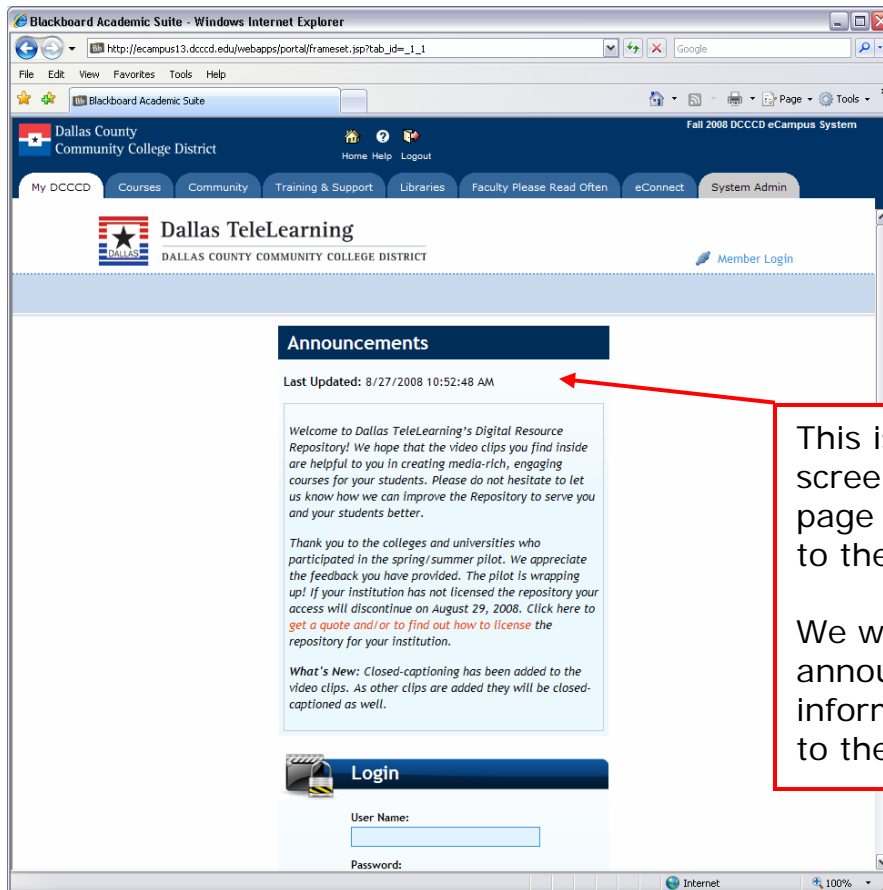 Blackboard Academic Suite - Windows Internet Explorer
http://ecampus13.dcccd.edu/webapps/portal/frameset.jsp?tab_id=_1_1
Google
File Edit View Favorites Tools Help
Blackboard Academic Suite
Page Tools
Dallas County
Community College District
Home Help Logout
Fall 2008 DCCCD eCampus System
My DCCCD Courses Community Training & Support Libraries Faculty Please Read Often eConnect System Admin
DALLAS
Dallas TeleLearning
DALLAS COUNTY COMMUNITY COLLEGE DISTRICT
Member Login
Announcements
Last Updated: 8/27/2008 10:52:48 AM
Welcome to Dallas TeleLearning's Digital Resource
Repository! We hope that the video clips you find inside
are helpful to you in creating media-rich, engaging
courses for your students. Please do not hesitate to let
us know how we can improve the Repository to serve you
and your students better.
Thank you to the colleges and universities who
participated in the spring/summer pilot. We appreciate
the feedback you have provided. The pilot is wrapping
up! If your institution has not licensed the repository your
access will discontinue on August 29, 2008. Click here to
get a quote and/or to find out how to license the
repository for your institution.
What's New: Closed-captioning has been added to the
video clips. As other clips are added they will be closed-
captioned as well.
Login
User Name:
Password:
This
page
to the
We
to the
Internet 100%